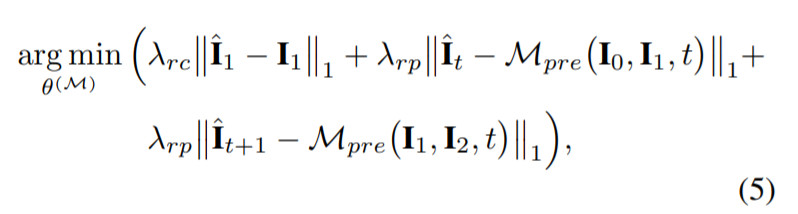 arg min_{θ(ℳ)} (λ_{rc}‖Î_1 − I_1‖_1 + λ_{rp}‖Î_t − ℳ_{pre}(I_0, I_1, t)‖_1 +
λ_{rp}‖Î_{t+1} − ℳ_{pre}(I_1, I_2, t)‖_1),
(5)